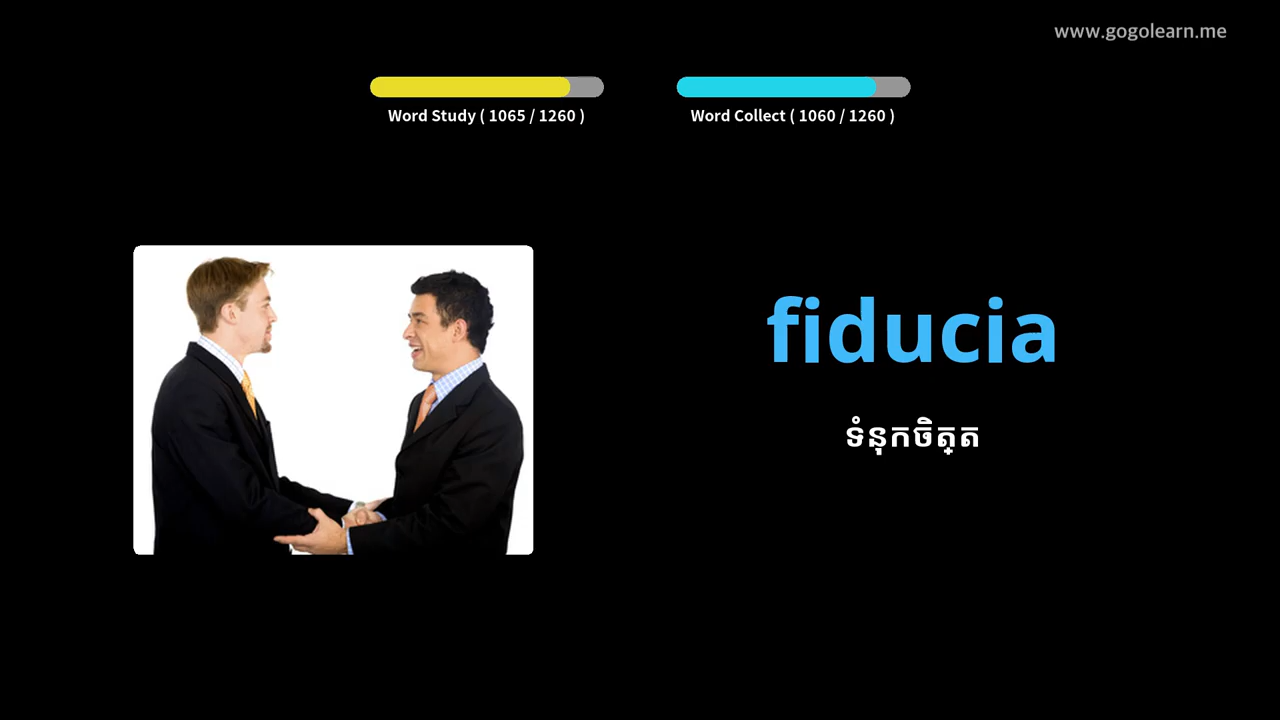 www.gogolearn.me
Word Study ( 1065 / 1260 )
Word Collect ( 1060 / 1260 )
fiducia
ទំនុកចិត្ត